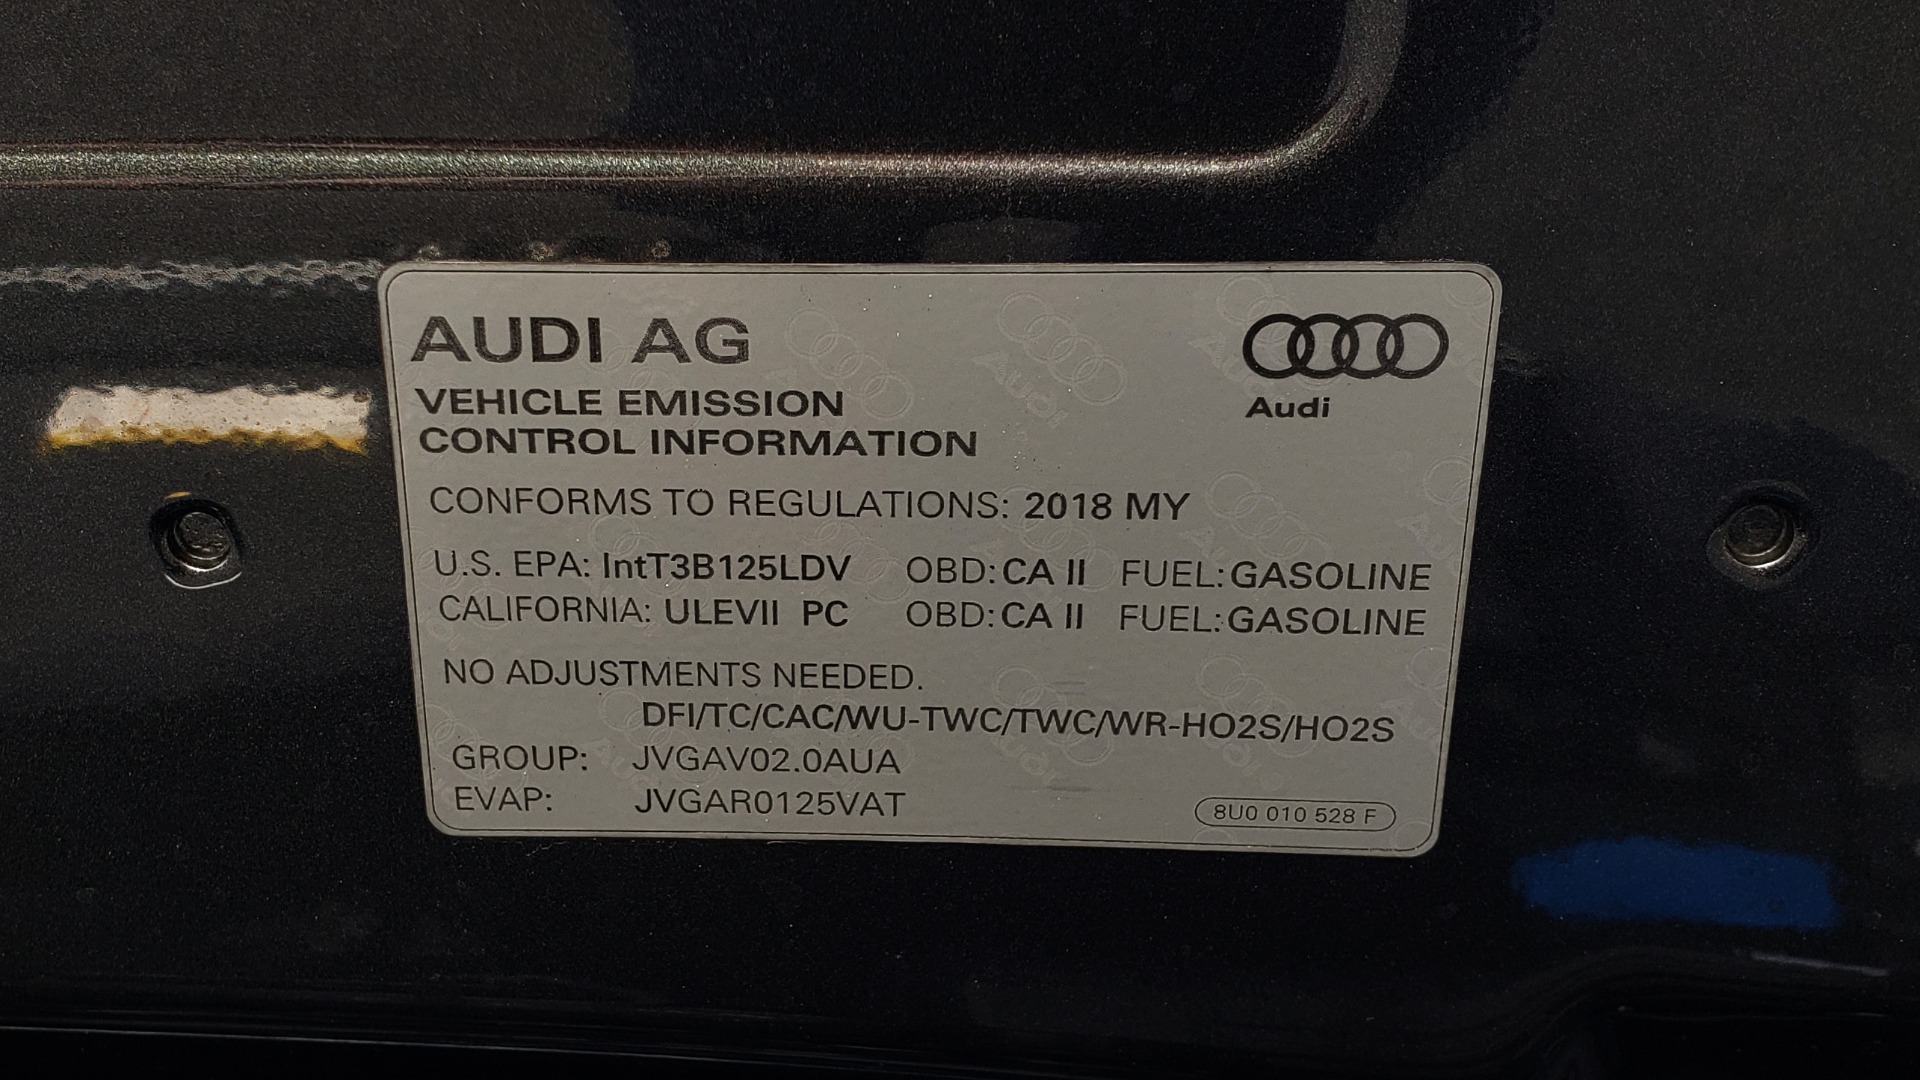 AUDI AG
Audi
VEHICLE EMISSION
CONTROL INFORMATION
CONFORMS TO REGULATIONS: 2018 MY
U.S. EPA: IntT3B125LDV OBD: CA II FUEL: GASOLINE
CALIFORNIA: ULEVII PC OBD: CA II FUEL: GASOLINE
NO ADJUSTMENTS NEEDED.
DFI/TC/CAC/WU-TWC/TWC/WR-HO2S/HO2S
GROUP: JVGAV02.0AUA
EVAP: JVGAR0125VAT
8U0 010 528 F